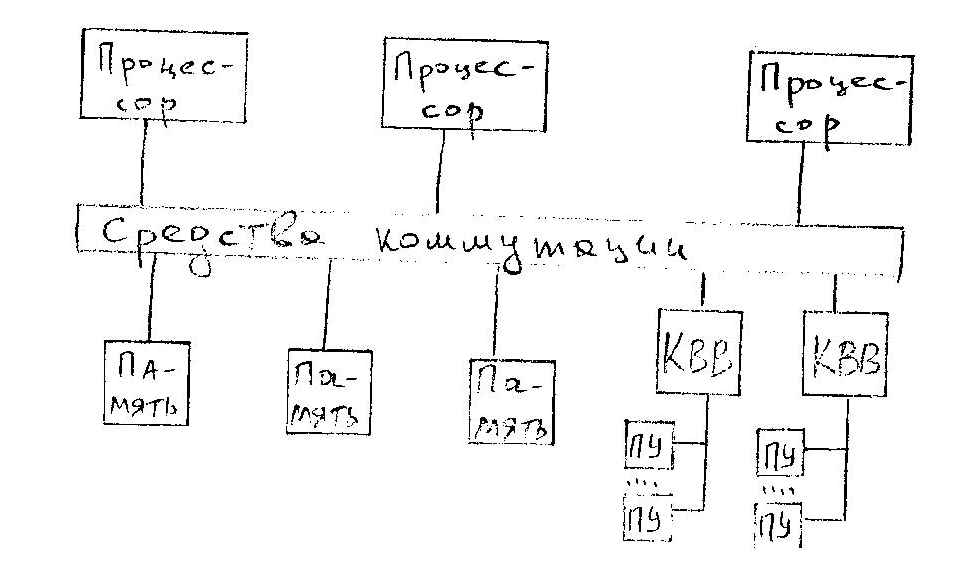 Процес-
сор
Процес-
сор
Процес-
сор
Средства коммутации
ПА-
мять
Па-
мять
Па-
мять
КВВ
КВВ
ПУ
ПУ
ПУ
ПУ